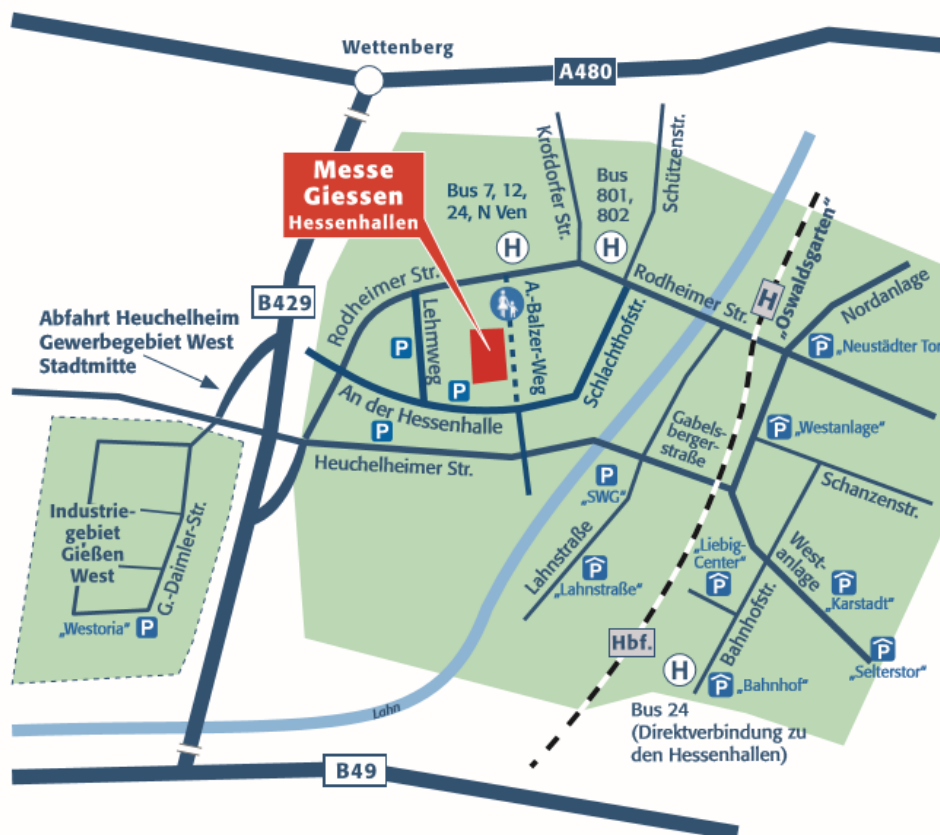 Wettenberg
A480
Messe
Giessen
Hessenhallen
Bus 7, 12,
24, N Ven
H
Krofdorfer Str.
Bus
801,
802
H
Schützenstr.
B429
Abfahrt Heuchelheim
Gewerbegebiet West
Stadtmitte
Rodheimer Str.
Lehmweg
P
P
A.-Balzer-Weg
Schlachthofstr.
Rodheimer Str.
H
„Oswaldsgarten“
Nordanlage
P
„Neustädter Tor
An der Hessenhalle
P
Heuchelheimer Str.
Gabels-
berger-
straße
P
„Westanlage“
Schanzenstr.
P
„SWG“
Lahnstraße
P
„Lahnstraße“
„Liebig-
Center“
P
West-
anlage
P
„Karstadt“
Bahnhofstr.
P
„Selterstor“
Industrie-
gebiet
Gießen
West
G.-Daimler-Str.
„Westoria“
P
Hbf.
H
P
„Bahnhof“
Bus 24
(Direktverbindung zu
den Hessenhallen)
Lahn
B49